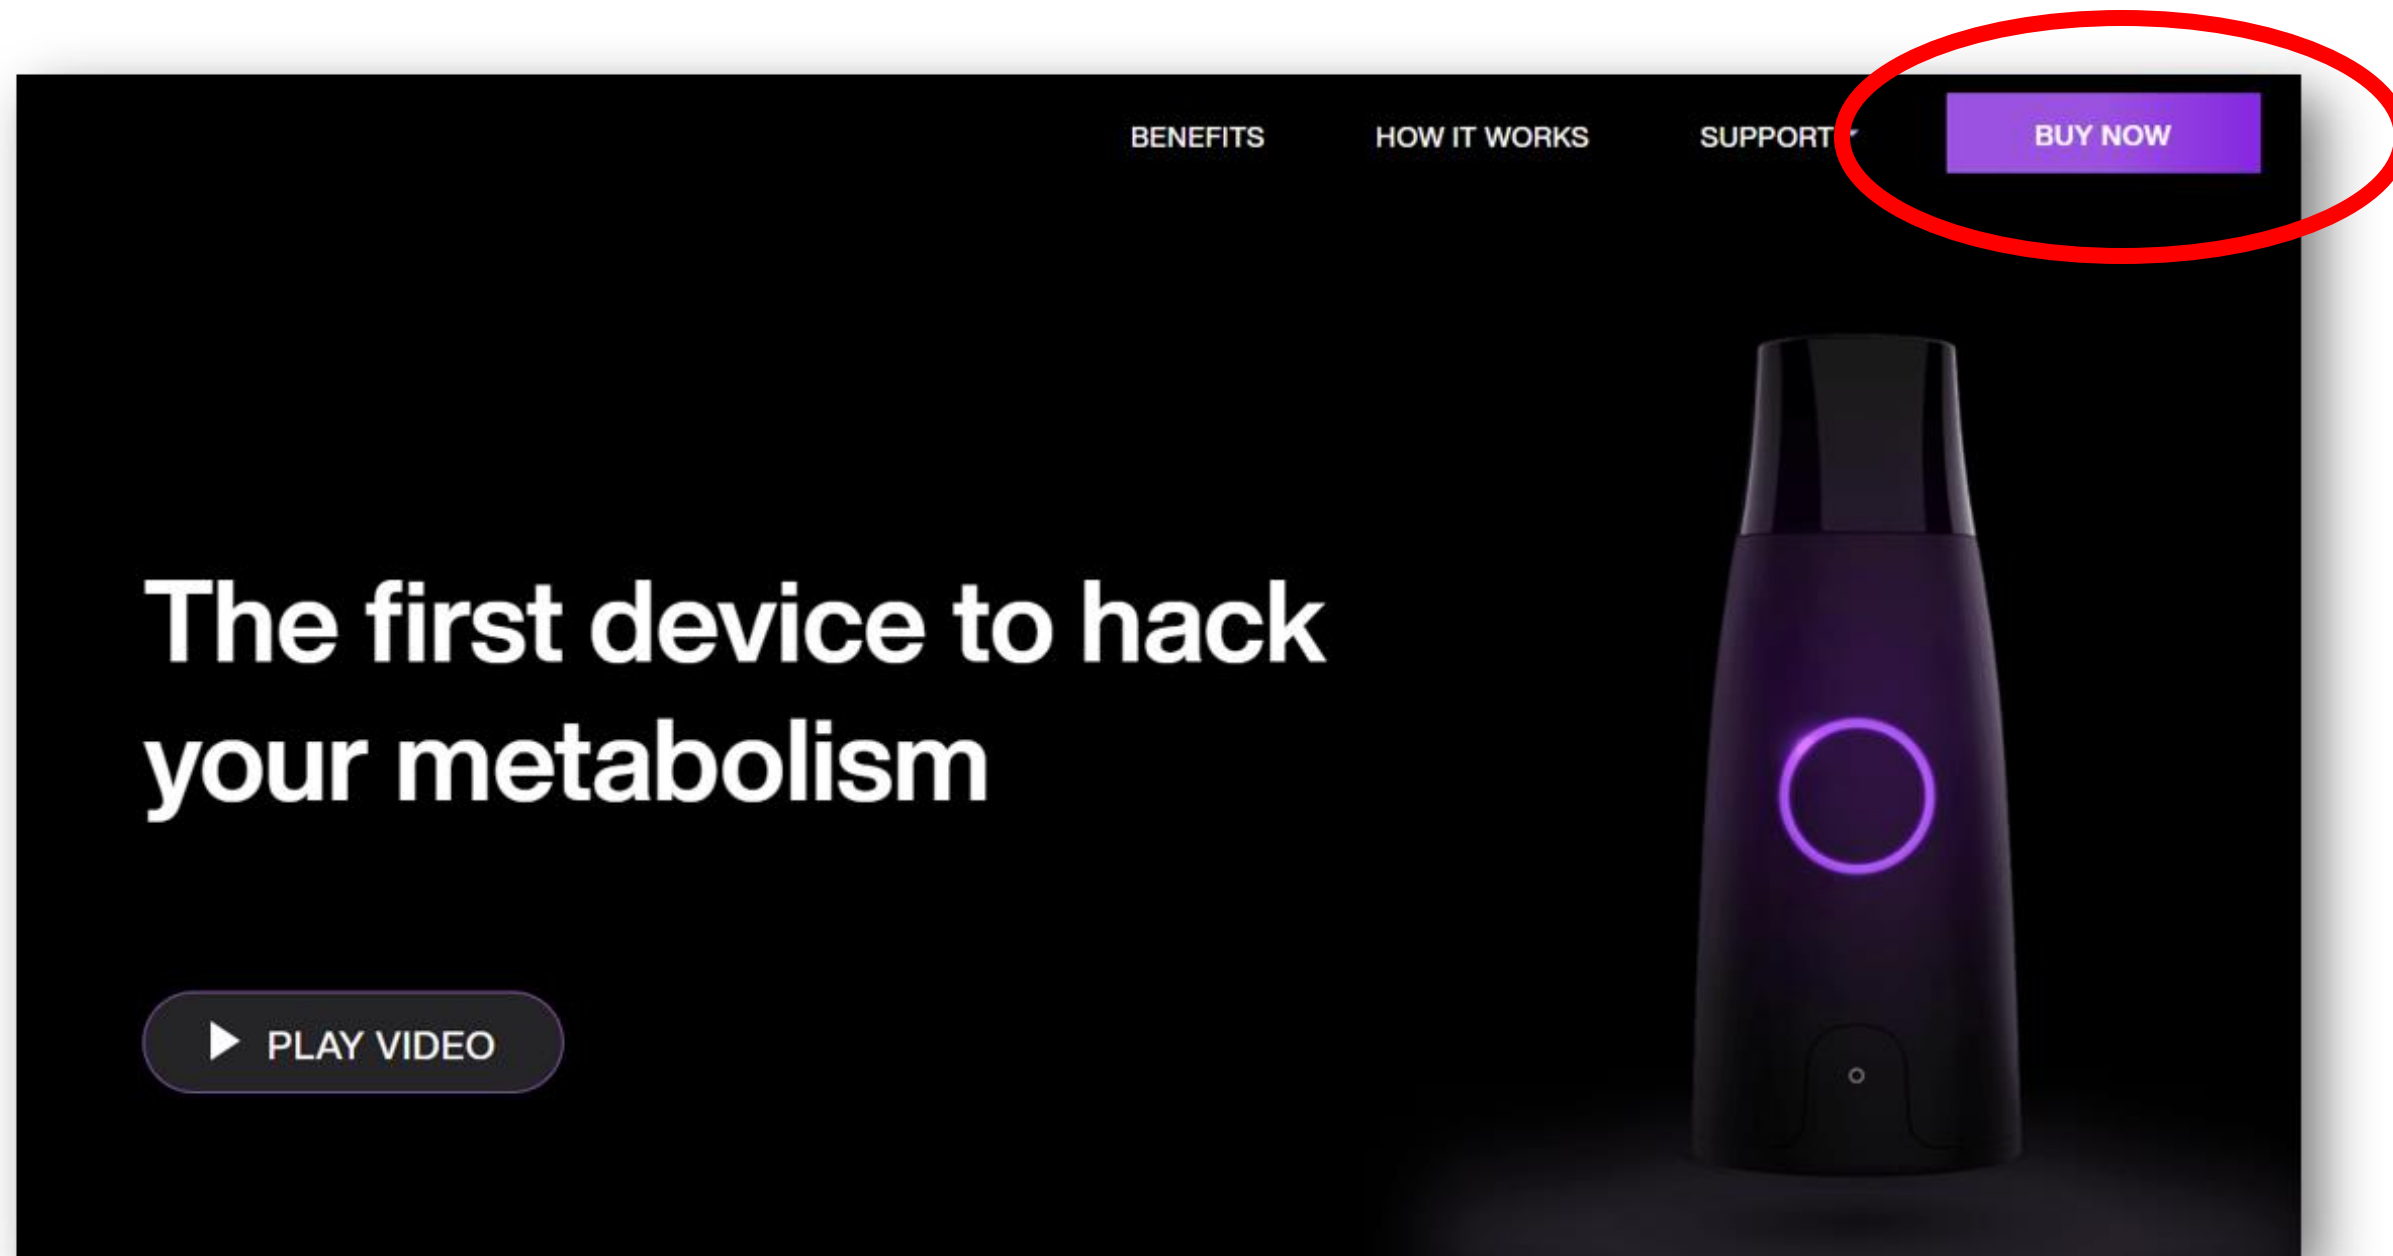 BENEFITS HOW IT WORKS SUPPORT BUY NOW
The first device to hack
your metabolism
PLAY VIDEO